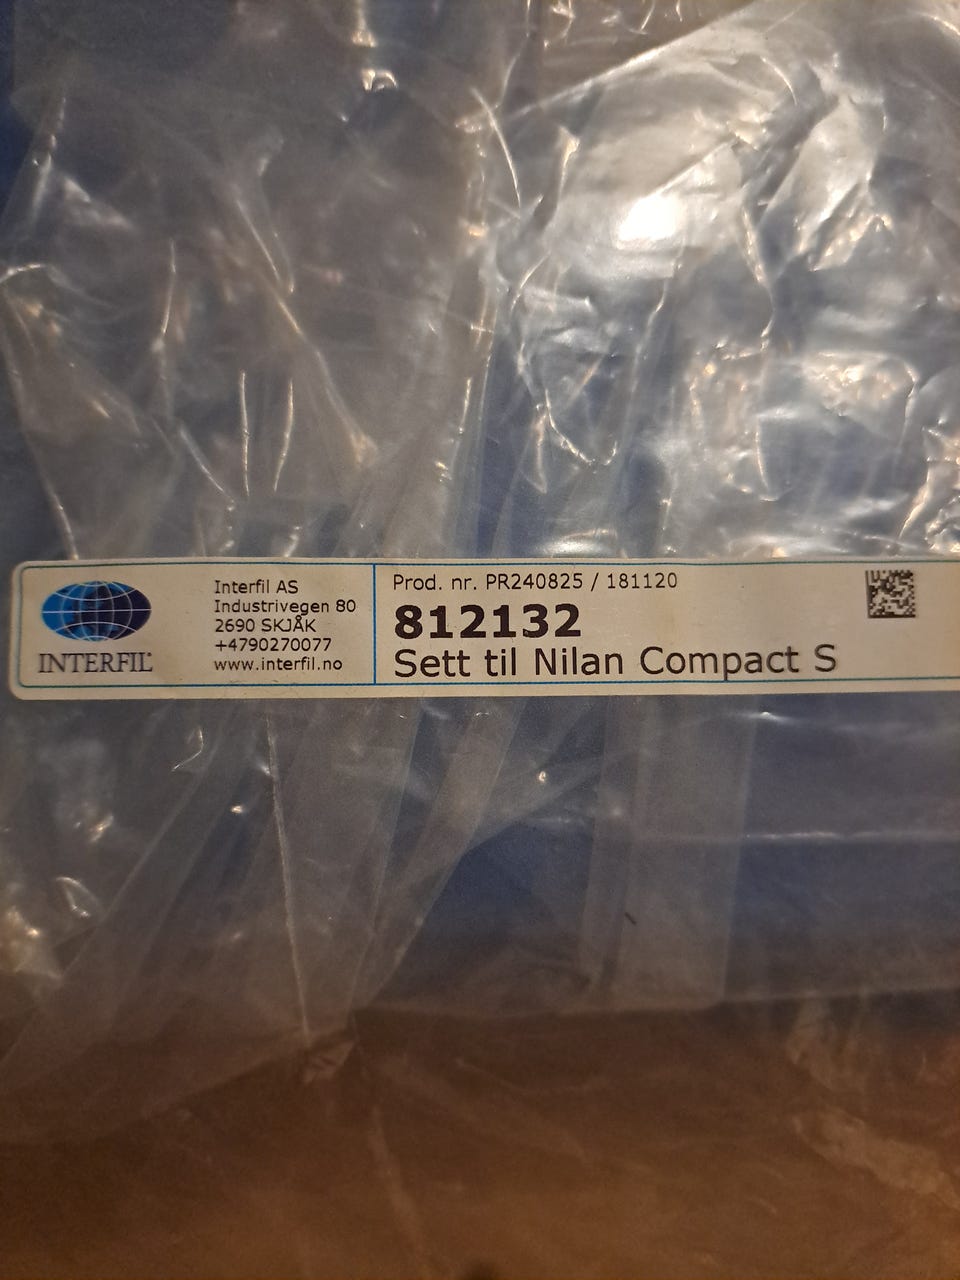 INTERFIL
Interfil AS
Industrivegen 80
2690 SKJÅK
+4790270077
www.interfil.no
Prod. nr. PR240825 / 181120
812132
Sett til Nilan Compact S